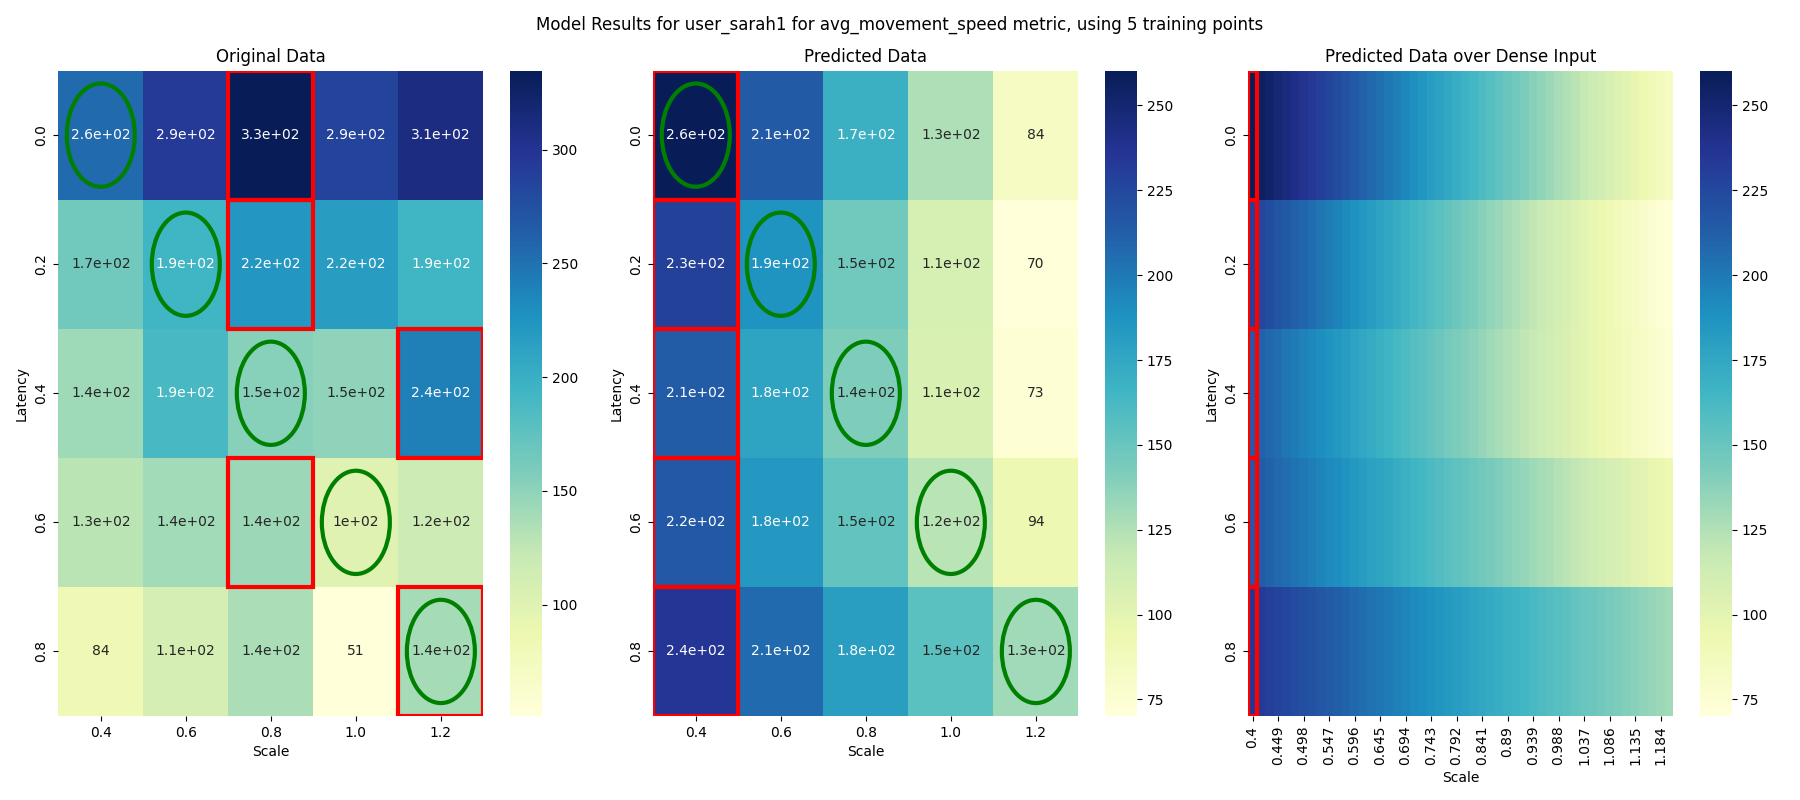 Model Results for user_sarah1 for avg_movement_speed metric, using 5 training points
Original Data
2.6e+02 2.9e+02 3.3e+02 2.9e+02 3.1e+02
1.7e+02 1.9e+02 2.2e+02 2.2e+02 1.9e+02
1.4e+02 1.9e+02 1.5e+02 1.5e+02 2.4e+02
1.3e+02 1.4e+02 1.4e+02 1e+02 1.2e+02
84 1.1e+02 1.4e+02 51 1.4e+02
0.0
0.2
0.4
0.6
0.8
Latency
0.4 0.6 0.8 1.0 1.2
Scale
300
250
200
150
100
Predicted Data
2.6e+02 2.1e+02 1.7e+02 1.3e+02 84
2.3e+02 1.9e+02 1.5e+02 1.1e+02 70
2.1e+02 1.8e+02 1.4e+02 1.1e+02 73
2.2e+02 1.8e+02 1.5e+02 1.2e+02 94
2.4e+02 2.1e+02 1.8e+02 1.5e+02 1.3e+02
0.0
0.2
0.4
0.6
0.8
Latency
0.4 0.6 0.8 1.0 1.2
Scale
250
225
200
175
150
125
100
75
Predicted Data over Dense Input
0.0
0.2
0.4
0.6
0.8
Latency
0.4 0.449 0.498 0.547 0.596 0.645 0.694 0.743 0.792 0.841 0.89 0.939 0.988 1.037 1.086 1.135 1.184
Scale
250
225
200
175
150
125
100
75